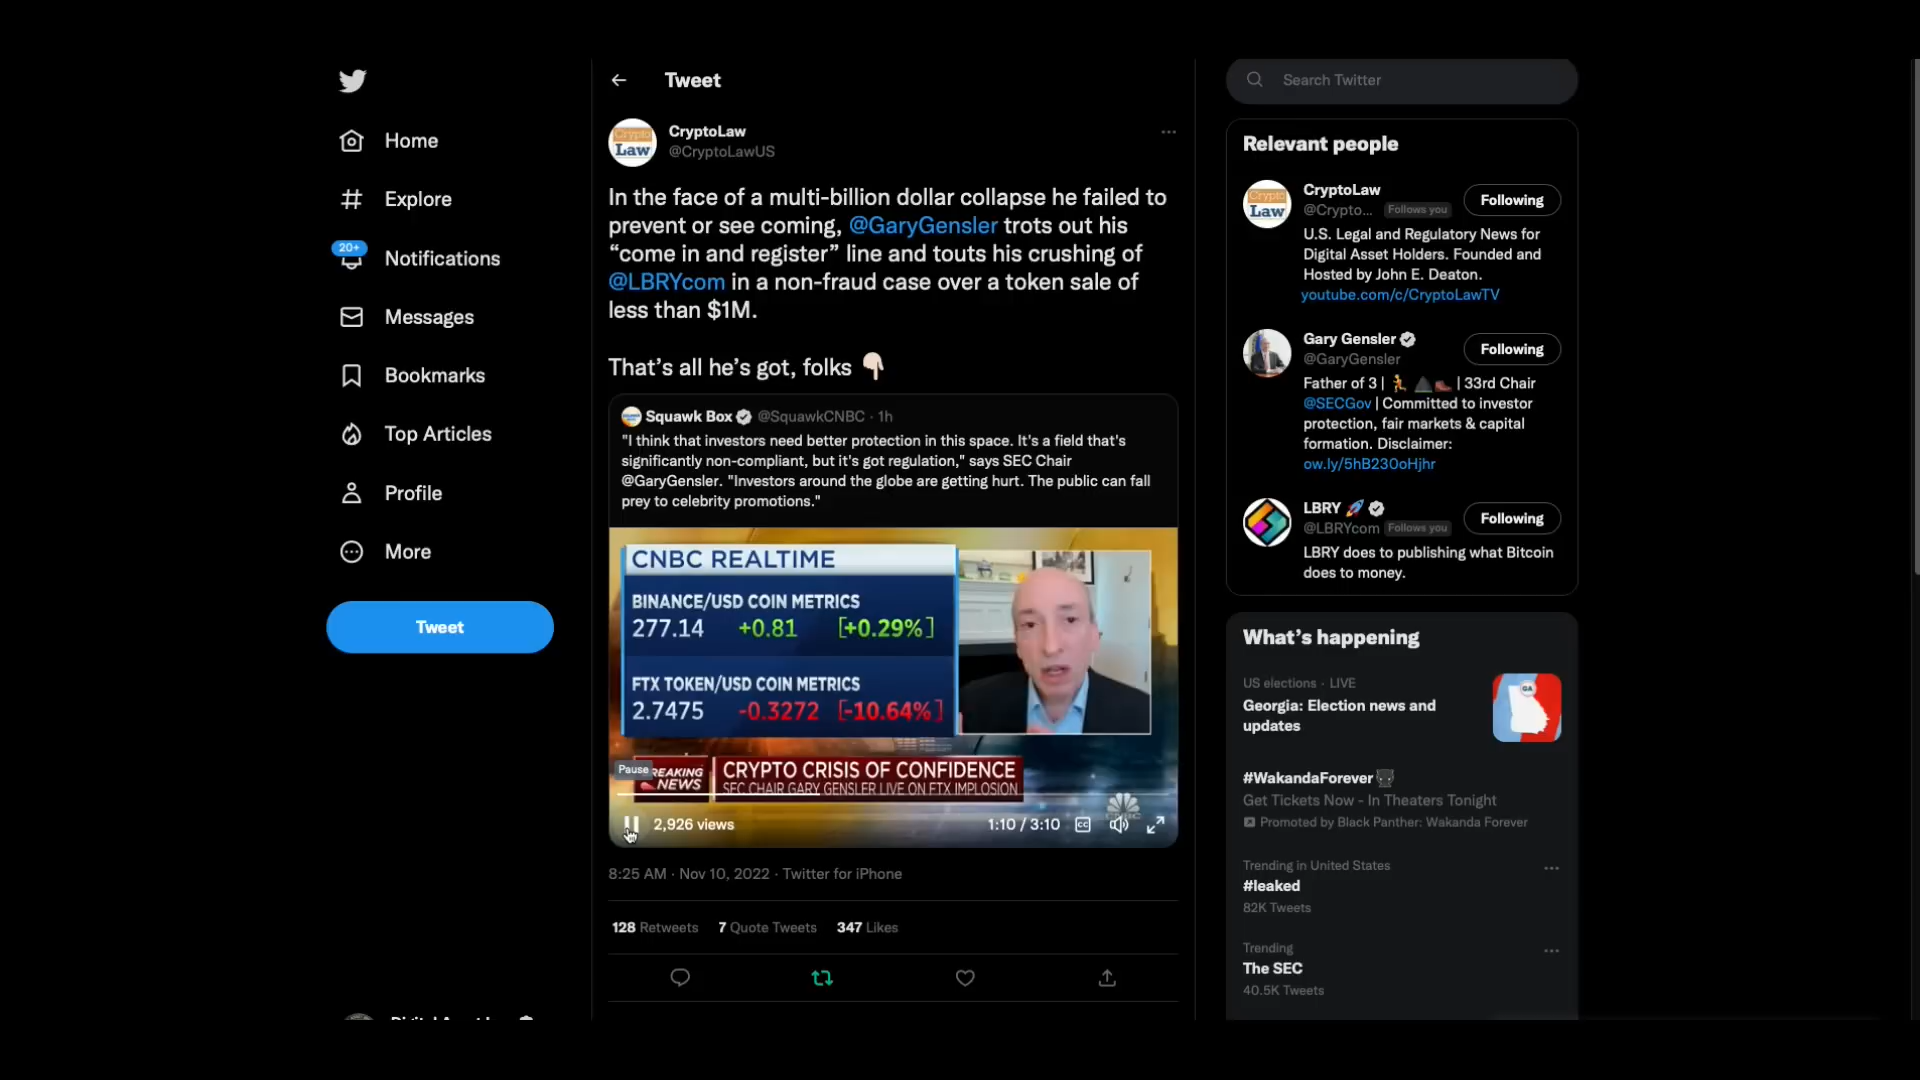 Home
Explore
20+
Notifications
Messages
Bookmarks
Top Articles
Profile
More
Tweet
Tweet
Crypto
Law
CryptoLaw
@CryptoLawUS
In the face of a multi-billion dollar collapse he failed to
prevent or see coming, @GaryGensler trots out his
“come in and register” line and touts his crushing of
@LBRYcom in a non-fraud case over a token sale of
less than $1M.
That’s all he’s got, folks 👇🏻
Squawk Box @SquawkCNBC · 1h
"I think that investors need better protection in this space. It's a field that's
significantly non-compliant, but it's got regulation," says SEC Chair
@GaryGensler. "Investors around the globe are getting hurt. The public can fall
prey to celebrity promotions."
CNBC REALTIME
BINANCE/USD COIN METRICS
277.14 +0.81 [+0.29%]
FTX TOKEN/USD COIN METRICS
2.7475 -0.3272 [-10.64%]
Pause
BREAKING
NEWS
CRYPTO CRISIS OF CONFIDENCE
SEC CHAIR GARY GENSLER LIVE ON FTX IMPLOSION
CNBC
2,926 views
1:10 / 3:10
CC
8:25 AM · Nov 10, 2022 · Twitter for iPhone
128 Retweets 7 Quote Tweets 347 Likes
Search Twitter
Relevant people
Crypto
Law
CryptoLaw
@Crypto... Follows you
Following
U.S. Legal and Regulatory News for
Digital Asset Holders. Founded and
Hosted by John E. Deaton.
youtube.com/c/CryptoLawTV
Gary Gensler
@GaryGensler
Following
Father of 3 | 🏃 ⛰🥾 | 33rd Chair
@SECGov | Committed to investor
protection, fair markets & capital
formation. Disclaimer:
ow.ly/5hB230oHjhr
LBRY 🚀
@LBRYcom Follows you
Following
LBRY does to publishing what Bitcoin
does to money.
What’s happening
US elections · LIVE
Georgia: Election news and
updates
GA
#WakandaForever
Get Tickets Now - In Theaters Tonight
Promoted by Black Panther: Wakanda Forever
Trending in United States
#leaked
82K Tweets
Trending
The SEC
40.5K Tweets